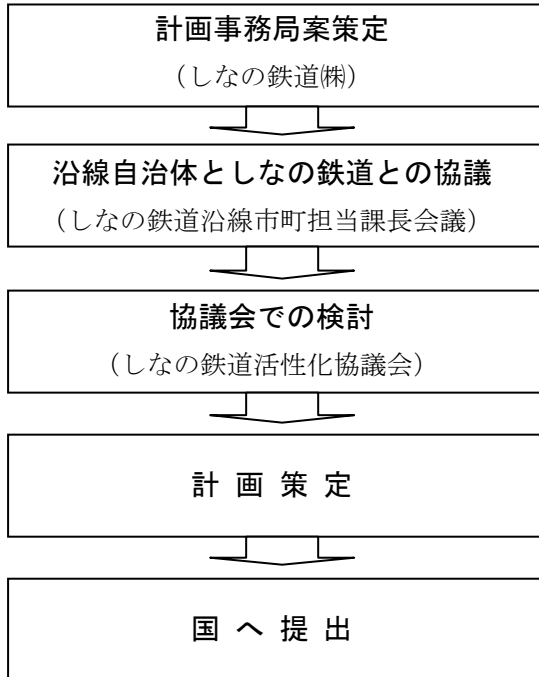 計画事務局案策定
（しなの鉄道㈱）
沿線自治体としなの鉄道との協議
（しなの鉄道沿線市町担当課長会議）
協議会での検討
（しなの鉄道活性化協議会）
計 画 策 定
国 へ 提 出